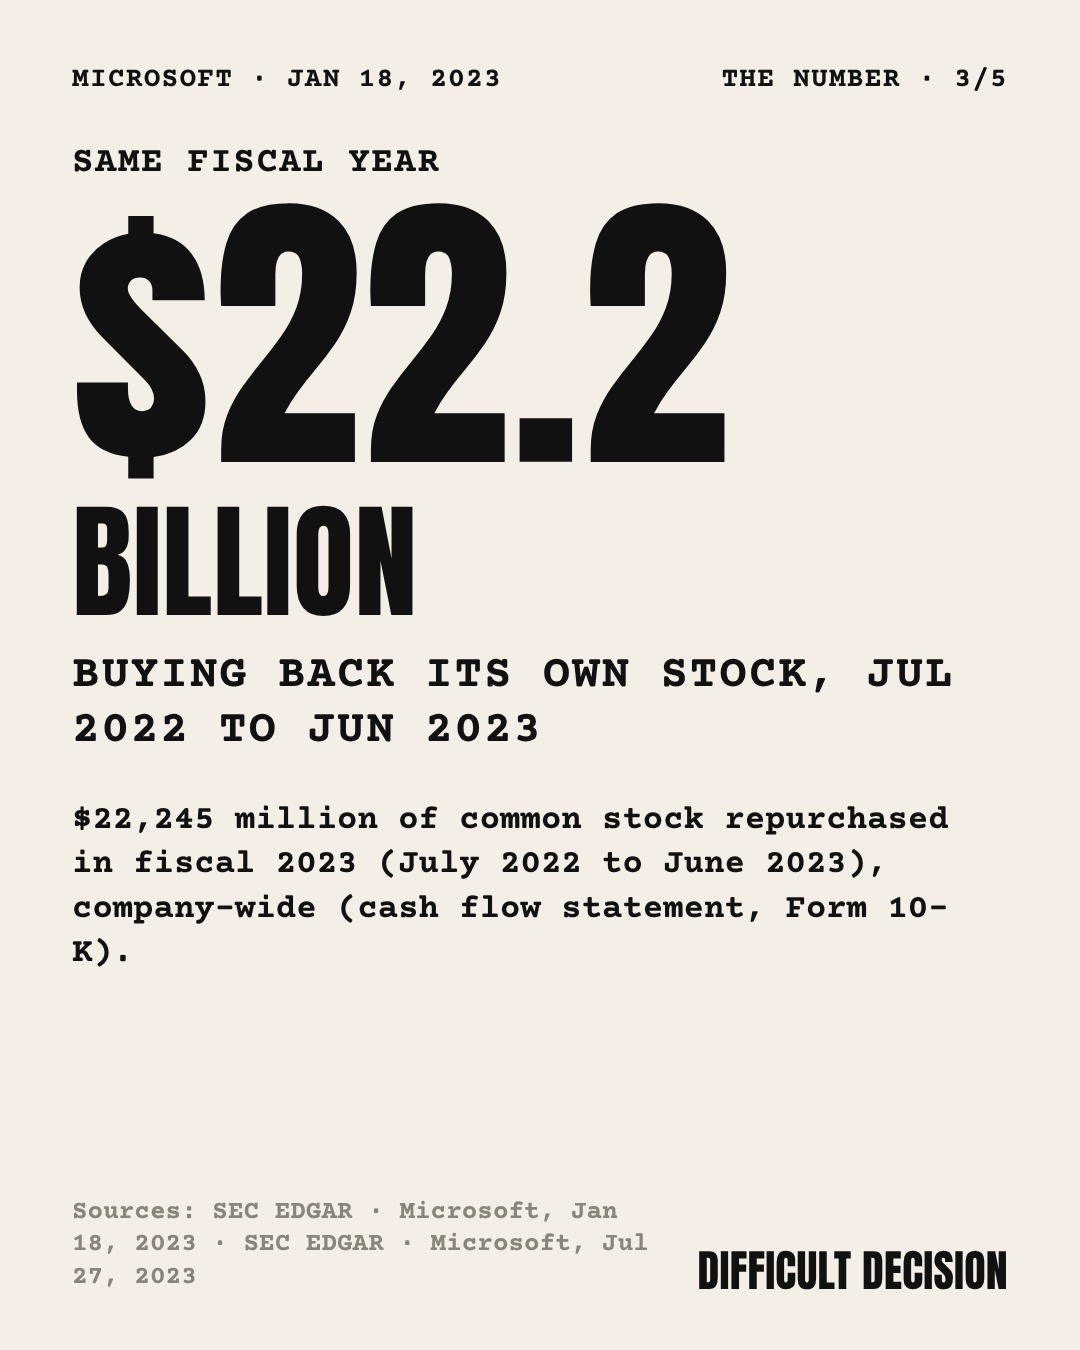 MICROSOFT · JAN 18, 2023
THE NUMBER · 3/5
SAME FISCAL YEAR
$22.2
BILLION
BUYING BACK ITS OWN STOCK, JUL
2022 TO JUN 2023
$22,245 million of common stock repurchased
in fiscal 2023 (July 2022 to June 2023),
company-wide (cash flow statement, Form 10-
K).
Sources: SEC EDGAR · Microsoft, Jan
18, 2023 · SEC EDGAR · Microsoft, Jul
27, 2023
DIFFICULT DECISION